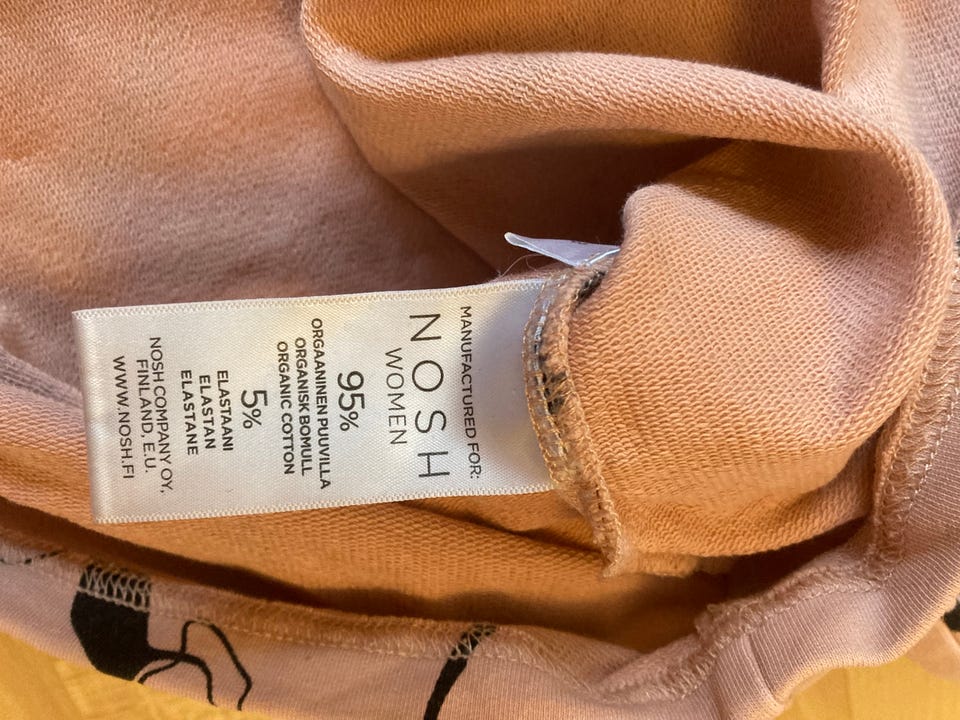 MANUFACTURED FOR:
NOSH
WOMEN
95%
ORGAANINEN PUUVILLA
ORGANISK BOMULL
ORGANIC COTTON
5%
ELASTAANI
ELASTAN
ELASTANE
NOSH COMPANY OY,
FINLAND, E.U.
WWW.NOSH.FI